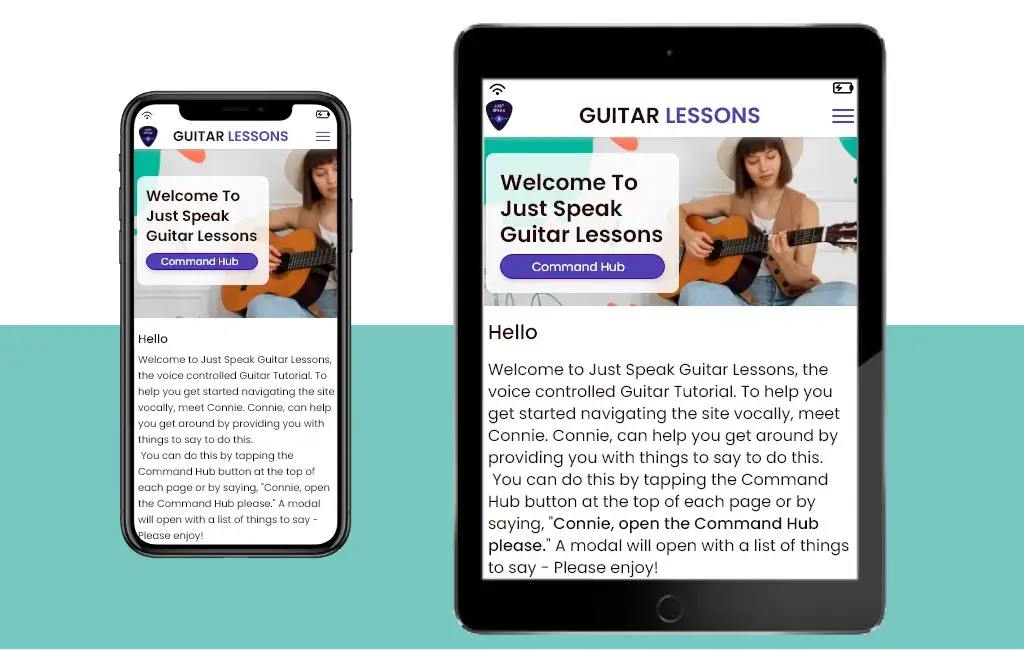 JUST
SPEAK
GUITAR LESSONS
Welcome To
Just Speak
Guitar Lessons
Command Hub
Hello
Welcome to Just Speak Guitar Lessons,
the voice controlled Guitar Tutorial. To
help you get started navigating the site
vocally, meet Connie. Connie, can help
you get around by providing you with
things to say to do this.
You can do this by tapping the
Command Hub button at the top of
each page or by saying, "Connie, open
the Command Hub please." A modal
will open with a list of things to say -
Please enjoy!
JUST
SPEAK
GUITAR LESSONS
Welcome To
Just Speak
Guitar Lessons
Command Hub
Hello
Welcome to Just Speak Guitar Lessons, the
voice controlled Guitar Tutorial. To help you
get started navigating the site vocally, meet
Connie. Connie, can help you get around by
providing you with things to say to do this.
You can do this by tapping the Command
Hub button at the top of each page or by
saying, "Connie, open the Command Hub
please." A modal will open with a list of things
to say - Please enjoy!